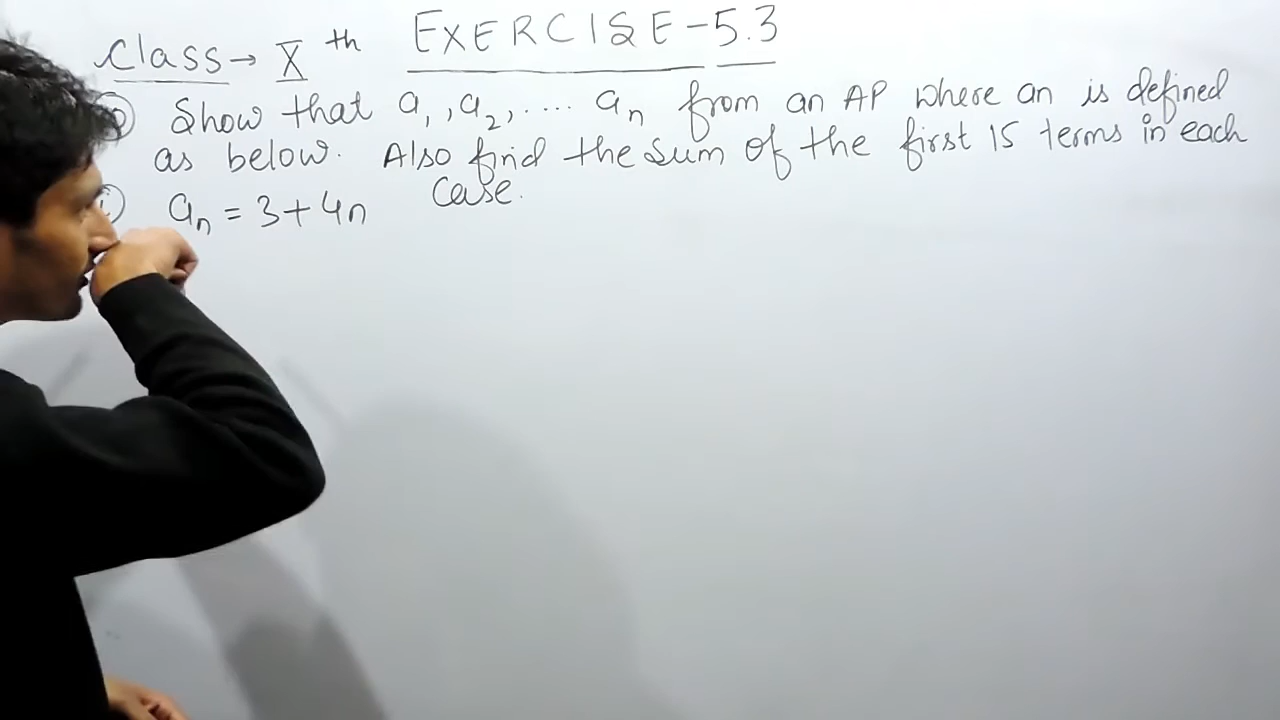 Class → Xth EXERCISE-5.3
Show that a₁, a₂, .... aₙ from an AP where an is defined
as below. Also find the sum of the first 15 terms in each
case.
aₙ = 3+4n